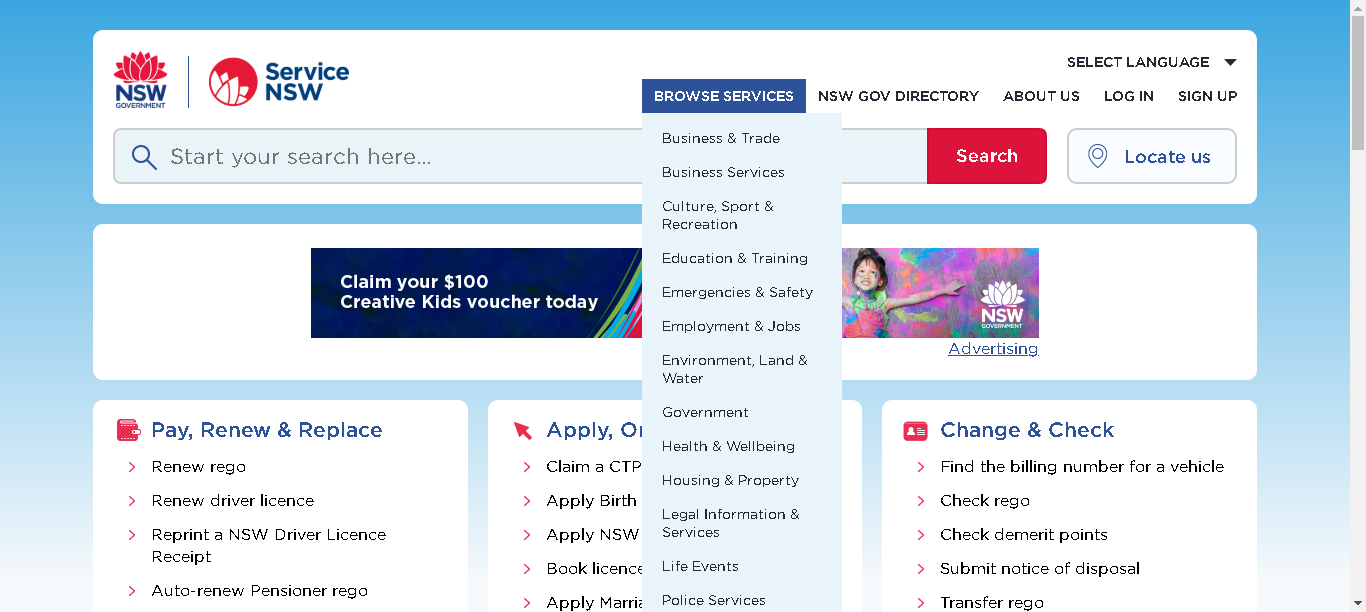 NSW
GOVERNMENT
Service
NSW
SELECT LANGUAGE
BROWSE SERVICES
NSW GOV DIRECTORY
ABOUT US
LOG IN
SIGN UP
Start your search here...
Search
Locate us
Business & Trade
Business Services
Culture, Sport &
Recreation
Education & Training
Emergencies & Safety
Employment & Jobs
Environment, Land &
Water
Government
Health & Wellbeing
Housing & Property
Legal Information &
Services
Life Events
Police Services
Claim your $100
Creative Kids voucher today
NSW
GOVERNMENT
Advertising
Pay, Renew & Replace
Renew rego
Renew driver licence
Reprint a NSW Driver Licence
Receipt
Auto-renew Pensioner rego
Apply,
Claim a CTP
Apply Birth
Apply NSW
Book licence
Apply
Change & Check
Find the billing number for a vehicle
Check rego
Check demerit points
Submit notice of disposal
Transfer rego